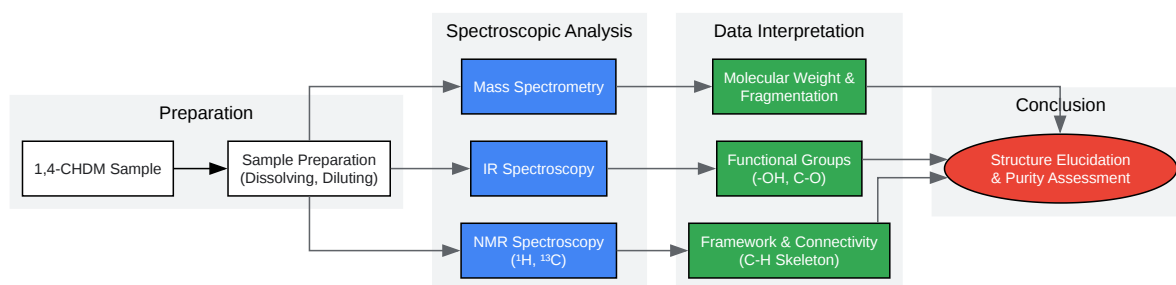 Preparation
1,4-CHDM Sample
Sample Preparation
(Dissolving, Diluting)
Spectroscopic Analysis
Mass Spectrometry
IR Spectroscopy
NMR Spectroscopy
(¹H, ¹³C)
Data Interpretation
Molecular Weight &
Fragmentation
Functional Groups
(-OH, C-O)
Framework & Connectivity
(C-H Skeleton)
Conclusion
Structure Elucidation
& Purity Assessment